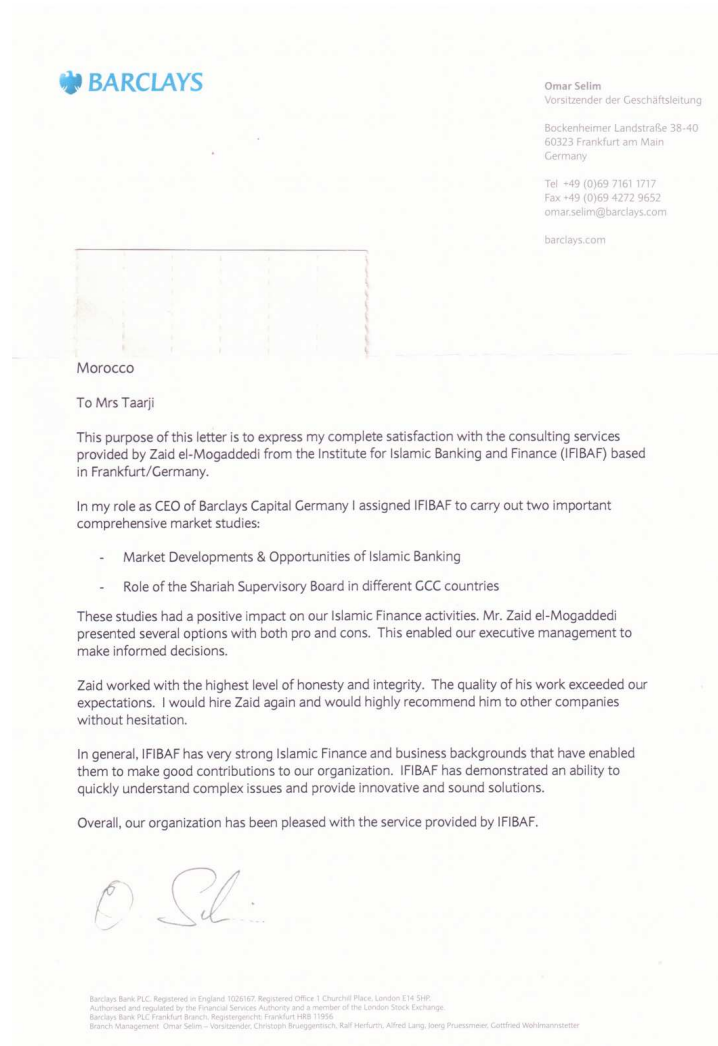 BARCLAYS
Omar Selim
Vorsitzender der Geschäftsleitung
Bockenheimer Landstraße 38-40
60323 Frankfurt am Main
Germany
Tel +49 (0)69 7161 1717
Fax +49 (0)69 4272 9652
omar.selim@barclays.com
barclays.com
Morocco
To Mrs Taarji
This purpose of this letter is to express my complete satisfaction with the consulting services
provided by Zaid el-Mogaddedi from the Institute for Islamic Banking and Finance (IFIBAF) based
in Frankfurt/Germany.
In my role as CEO of Barclays Capital Germany I assigned IFIBAF to carry out two important
comprehensive market studies:
- Market Developments & Opportunities of Islamic Banking
- Role of the Shariah Supervisory Board in different GCC countries
These studies had a positive impact on our Islamic Finance activities. Mr. Zaid el-Mogaddedi
presented several options with both pro and cons. This enabled our executive management to
make informed decisions.
Zaid worked with the highest level of honesty and integrity. The quality of his work exceeded our
expectations. I would hire Zaid again and would highly recommend him to other companies
without hesitation.
In general, IFIBAF has very strong Islamic Finance and business backgrounds that have enabled
them to make good contributions to our organization. IFIBAF has demonstrated an ability to
quickly understand complex issues and provide innovative and sound solutions.
Overall, our organization has been pleased with the service provided by IFIBAF.
Barclays Bank PLC. Registered in England 1026167. Registered Office 1 Churchill Place, London E14 5HP.
Authorised and regulated by the Financial Services Authority and a member of the London Stock Exchange.
Barclays Bank PLC Frankfurt Branch. Registergericht: Frankfurt HRB 11956
Branch Management Omar Selim – Vorsitzender, Christoph Brueggentisch, Ralf Herfurth, Alfred Lang, Joerg Pruessmeier, Gottfried Wohlmannstetter